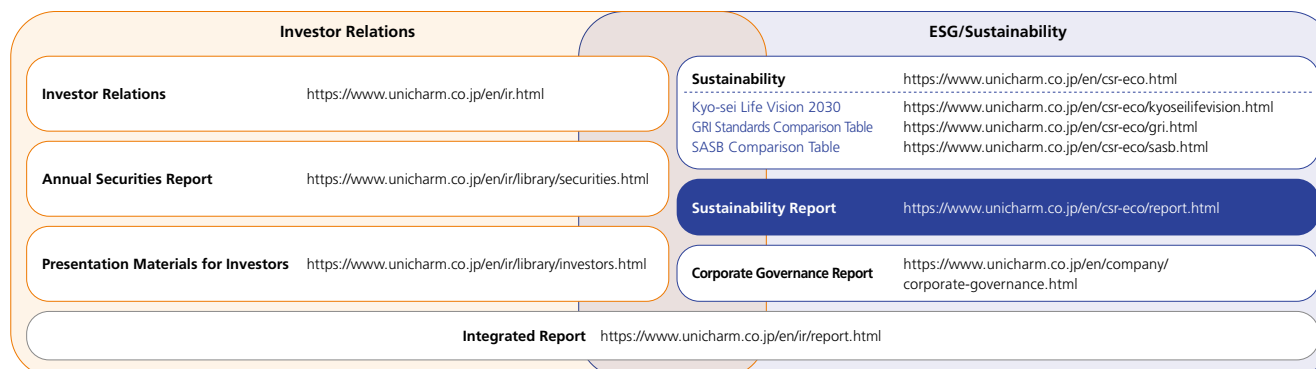 Investor Relations
Investor Relations https://www.unicharm.co.jp/en/ir.html
Annual Securities Report https://www.unicharm.co.jp/en/ir/library/securities.html
Presentation Materials for Investors https://www.unicharm.co.jp/en/ir/library/investors.html
ESG/Sustainability
Sustainability https://www.unicharm.co.jp/en/csr-eco.html
Kyo-sei Life Vision 2030 https://www.unicharm.co.jp/en/csr-eco/kyoseilifevision.html
GRI Standards Comparison Table https://www.unicharm.co.jp/en/csr-eco/gri.html
SASB Comparison Table https://www.unicharm.co.jp/en/csr-eco/sasb.html
Sustainability Report https://www.unicharm.co.jp/en/csr-eco/report.html
Corporate Governance Report https://www.unicharm.co.jp/en/company/
corporate-governance.html
Integrated Report https://www.unicharm.co.jp/en/ir/report.html